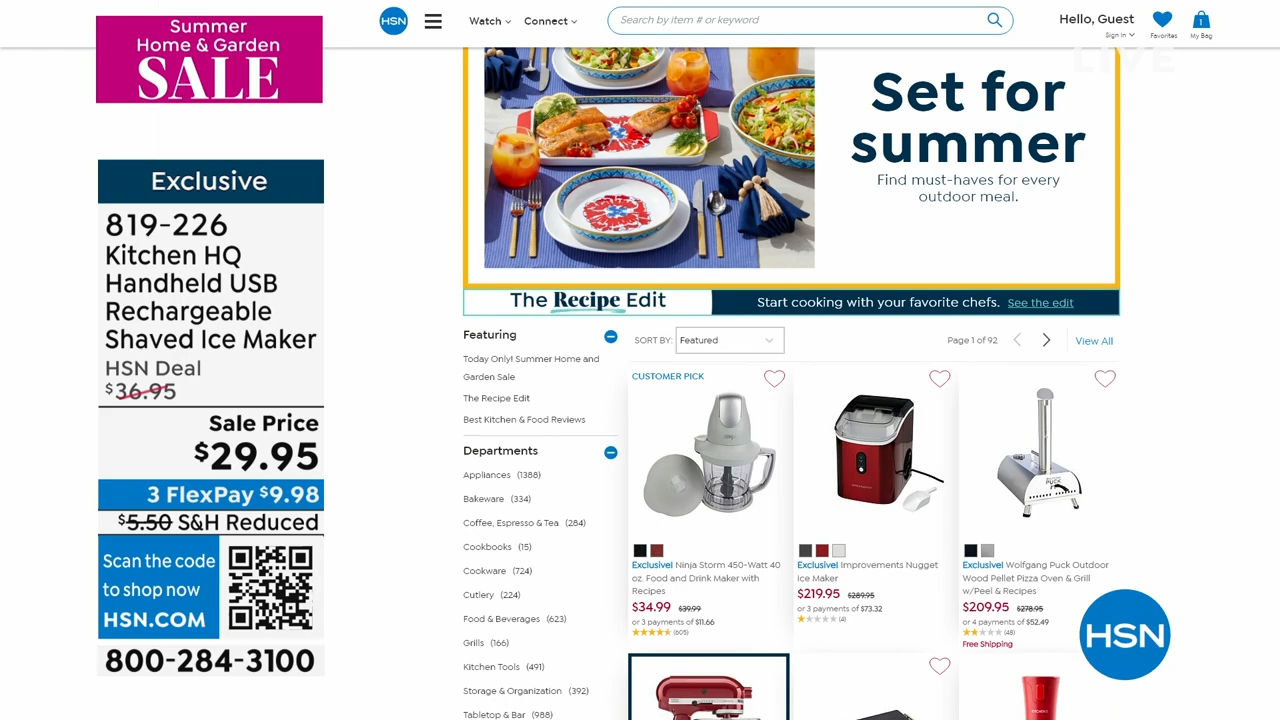 Summer
Home & Garden
SALE
Exclusive
819-226
Kitchen HQ
Handheld USB
Rechargeable
Shaved Ice Maker
HSN Deal
$36.95
Sale Price
$29.95
3 FlexPay $9.98
$5.50 S&H Reduced
Scan the code
to shop now
HSN.COM
800-284-3100
HSN
Watch
Connect
Search by item # or keyword
Hello, Guest
Sign In
Favorites
1
My Bag
LIVE
Set for
summer
Find must-haves for every
outdoor meal.
The Recipe Edit
Start cooking with your favorite chefs. See the edit
Featuring
Today Only! Summer Home and
Garden Sale
The Recipe Edit
Best Kitchen & Food Reviews
Departments
Appliances (1388)
Bakeware (334)
Coffee, Espresso & Tea (284)
Cookbooks (15)
Cookware (724)
Cutlery (224)
Food & Beverages (623)
Grills (166)
Kitchen Tools (491)
Storage & Organization (392)
Tabletop & Bar (988)
SORT BY: Featured
Page 1 of 92
View All
CUSTOMER PICK
Exclusive! Ninja Storm 450-Watt 40
oz. Food and Drink Maker with
Recipes
$34.99 $39.99
or 3 payments of $11.66
(605)
Exclusive! Improvements Nugget
Ice Maker
$219.95 $289.95
or 3 payments of $73.32
(4)
PUCK
Exclusive! Wolfgang Puck Outdoor
Wood Pellet Pizza Oven & Grill
w/Peel & Recipes
$209.95 $278.95
or 4 payments of $52.49
(48)
Free Shipping
HSN